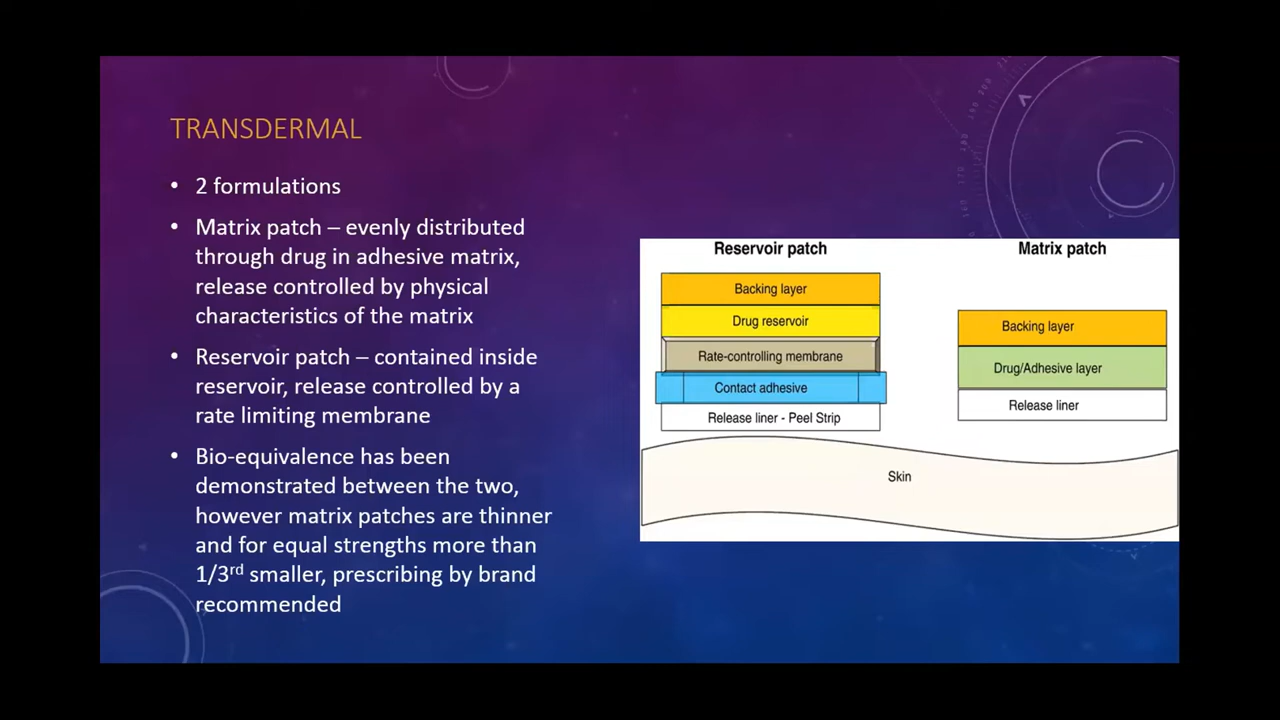 TRANSDERMAL
• 2 formulations
• Matrix patch – evenly distributed
through drug in adhesive matrix,
release controlled by physical
characteristics of the matrix
• Reservoir patch – contained inside
reservoir, release controlled by a
rate limiting membrane
• Bio-equivalence has been
demonstrated between the two,
however matrix patches are thinner
and for equal strengths more than
1/3rd smaller, prescribing by brand
recommended
Reservoir patch
Backing layer
Drug reservoir
Rate-controlling membrane
Contact adhesive
Release liner - Peel Strip
Matrix patch
Backing layer
Drug/Adhesive layer
Release liner
Skin